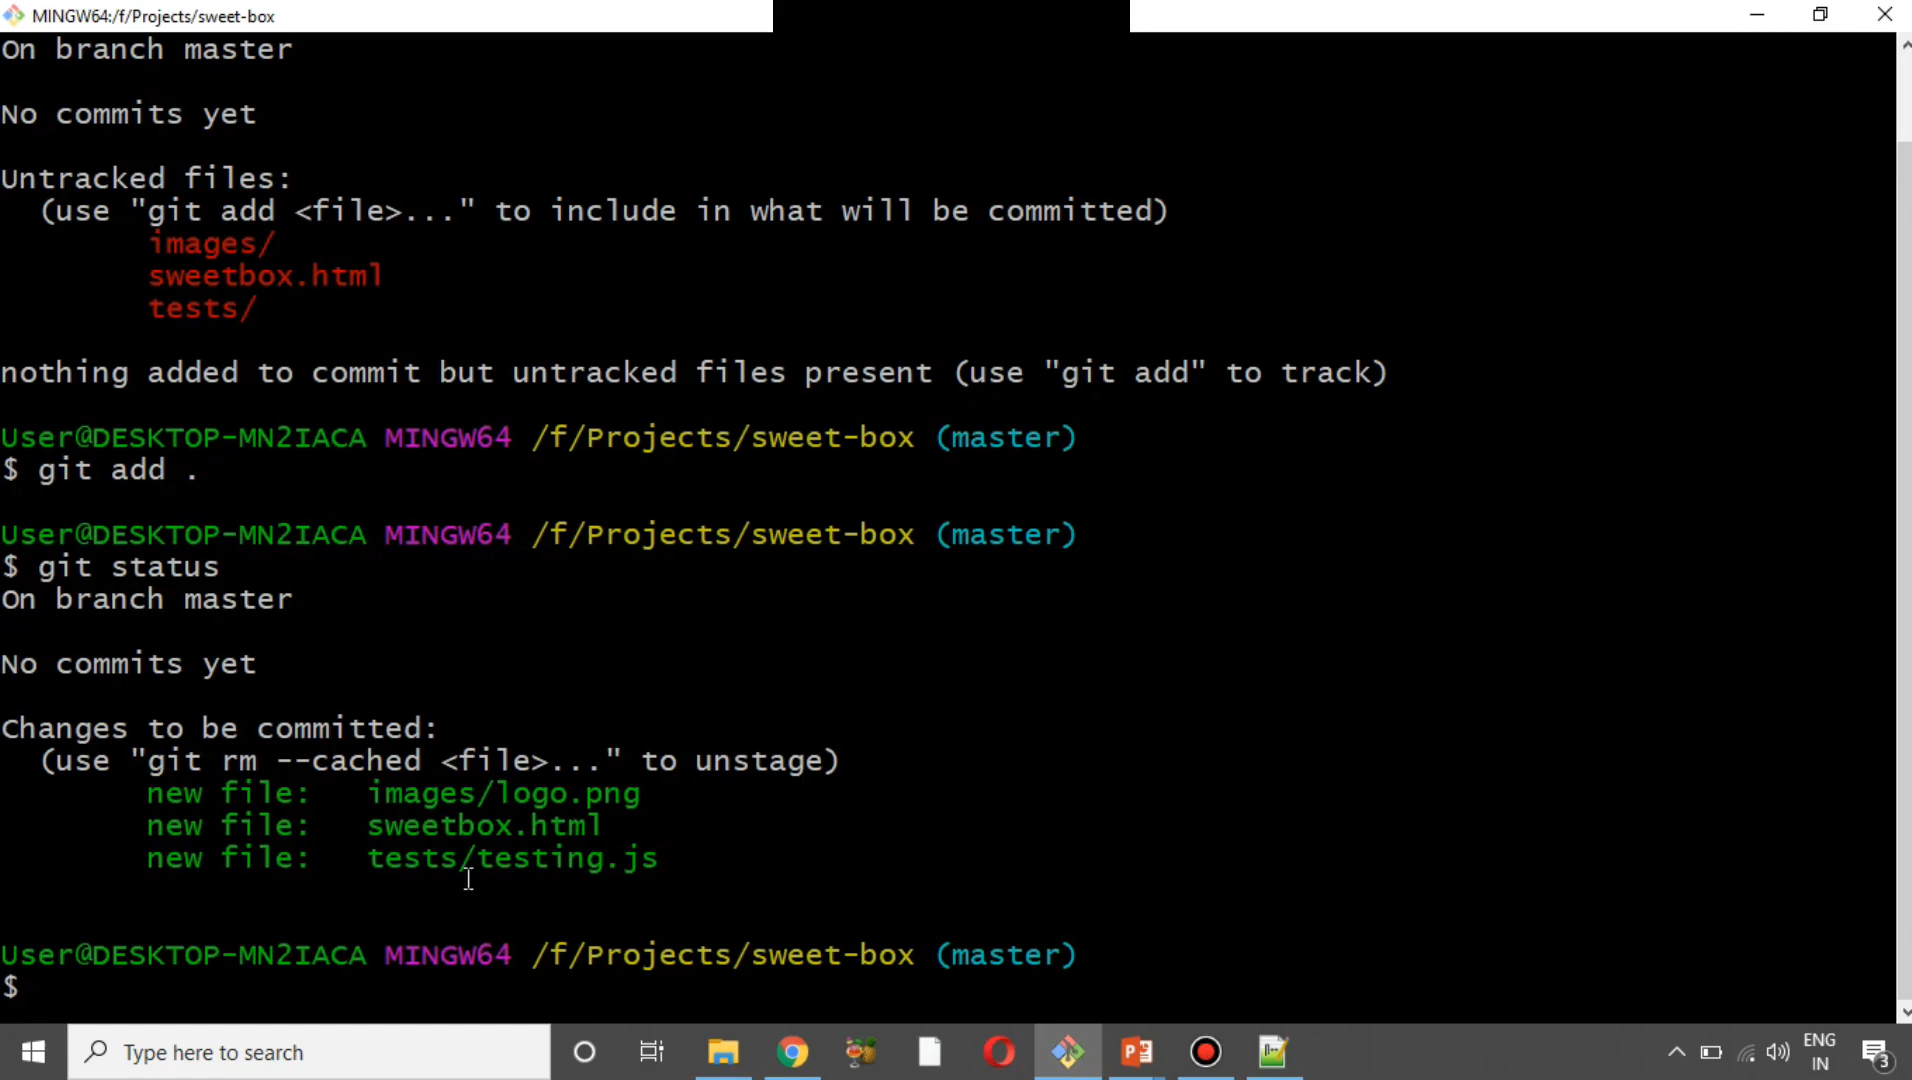 MINGW64:/f/Projects/sweet-box
On branch master
No commits yet
Untracked files:
(use "git add <file>..." to include in what will be committed)
images/
sweetbox.html
tests/
nothing added to commit but untracked files present (use "git add" to track)
User@DESKTOP-MN2IACA MINGW64 /f/Projects/sweet-box (master)
$ git add .
User@DESKTOP-MN2IACA MINGW64 /f/Projects/sweet-box (master)
$ git status
On branch master
No commits yet
Changes to be committed:
(use "git rm --cached <file>..." to unstage)
new file: images/logo.png
new file: sweetbox.html
new file: tests/testing.js
User@DESKTOP-MN2IACA MINGW64 /f/Projects/sweet-box (master)
$
Type here to search
ENG
IN
3